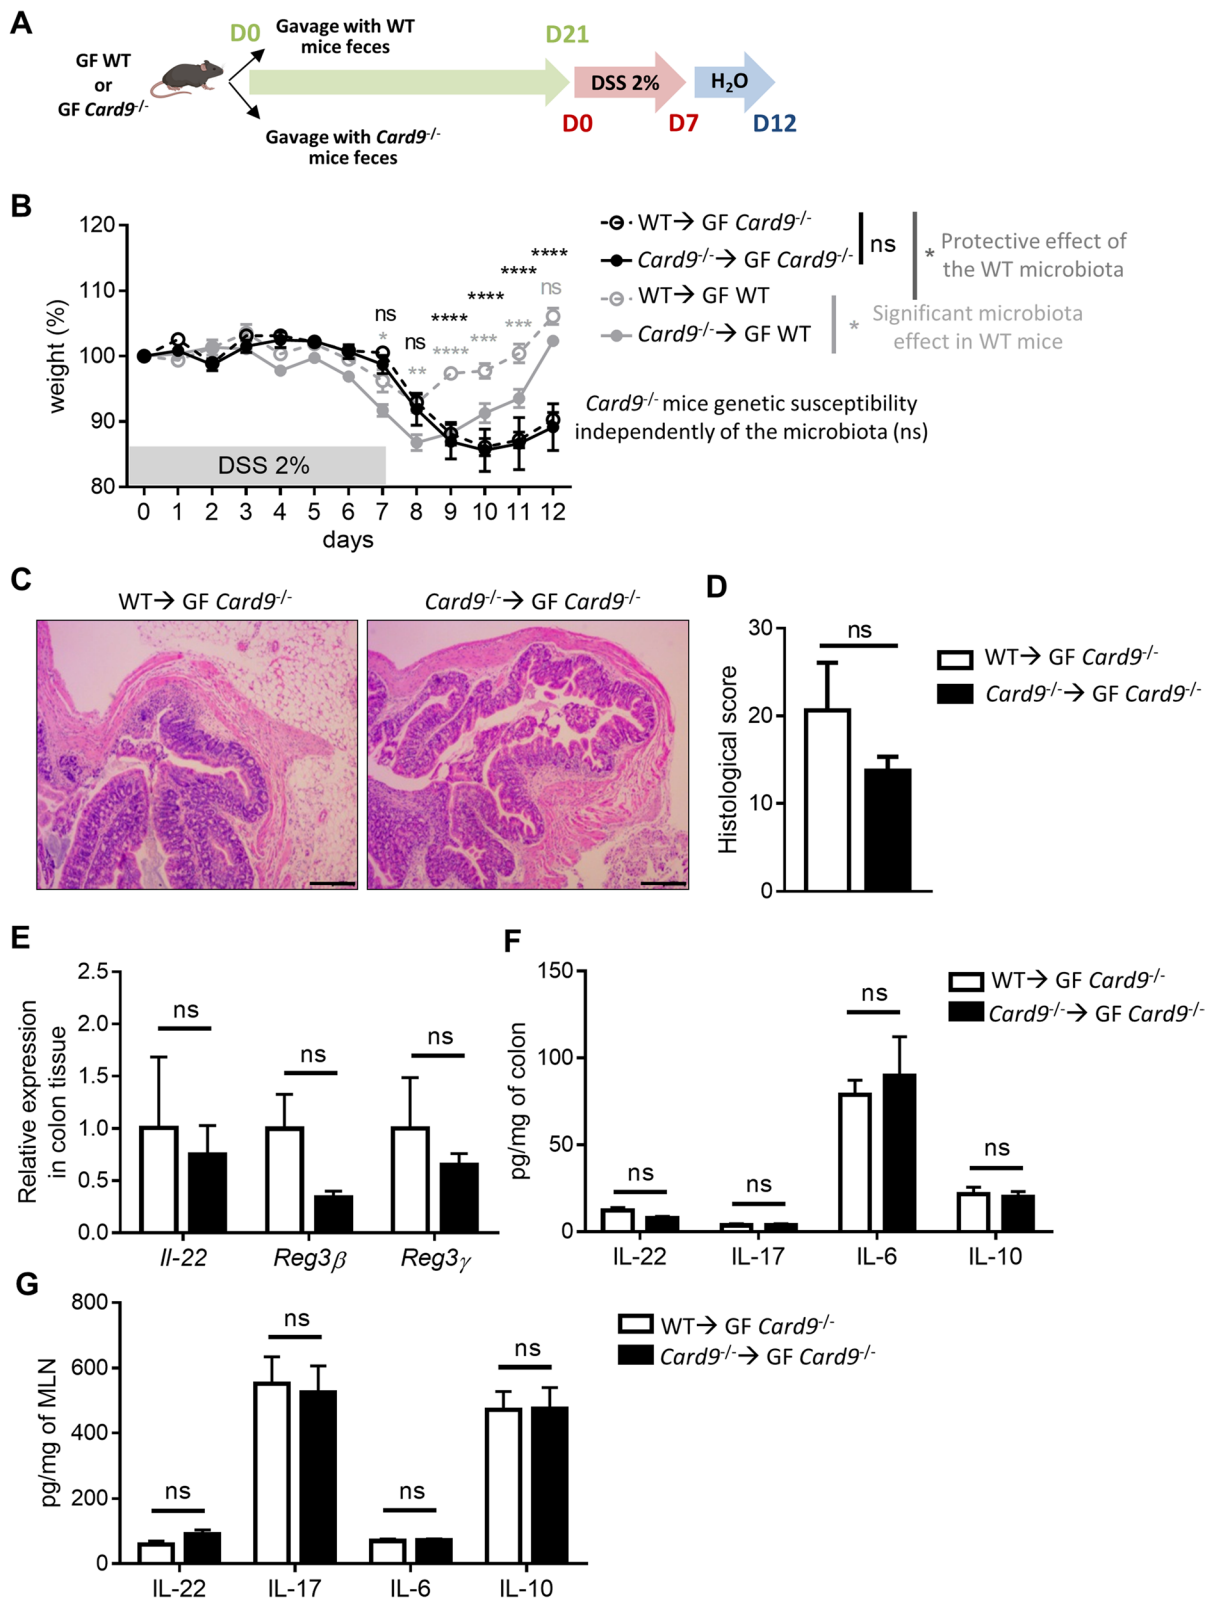 A
GF WT
or
GF Card9-/-
D0
Gavage with WT
mice feces
Gavage with Card9-/-
mice feces
D21
DSS 2%
H2O
D0
D7
D12
B
weight (%)
120
110
100
90
80
ns
*
ns
**
****
****
****
***
****
***
****
ns
DSS 2%
0 1 2 3 4 5 6 7 8 9 10 11 12
days
WT→ GF Card9-/-
Card9-/-→ GF Card9-/-
WT→ GF WT
Card9-/-→ GF WT
ns
* Protective effect of
the WT microbiota
* Significant microbiota
effect in WT mice
Card9-/- mice genetic susceptibility
independently of the microbiota (ns)
C
WT→ GF Card9-/-
Card9-/-→ GF Card9-/-
D
Histological score
30
20
10
0
ns
WT→ GF Card9-/-
Card9-/-→ GF Card9-/-
E
Relative expression
in colon tissue
2.5
2.0
1.5
1.0
0.5
0.0
ns
ns
ns
Il-22 Reg3β Reg3γ
F
pg/mg of colon
150
100
50
0
ns
ns
ns
ns
IL-22 IL-17 IL-6 IL-10
WT→ GF Card9-/-
Card9-/-→ GF Card9-/-
G
pg/mg of MLN
800
600
400
200
0
ns
ns
ns
ns
IL-22 IL-17 IL-6 IL-10
WT→ GF Card9-/-
Card9-/-→ GF Card9-/-